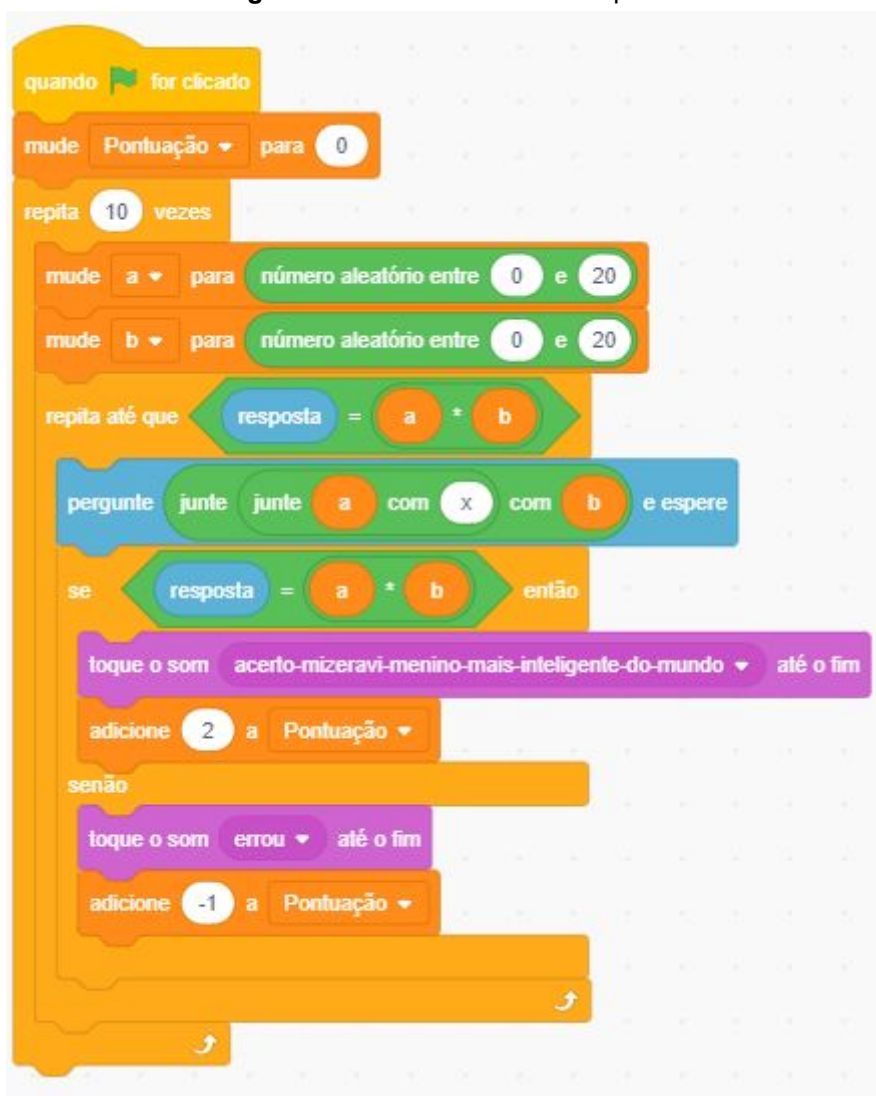 quando for clicado
mude Pontuação para 0
repita 10 vezes
mude a para número aleatório entre 0 e 20
mude b para número aleatório entre 0 e 20
repita até que resposta = a * b
pergunte junte junte a com x com b e espere
se resposta = a * b então
toque o som acerto-mizeravi-menino-mais-inteligente-do-mundo até o fim
adicione 2 a Pontuação
senão
toque o som errou até o fim
adicione -1 a Pontuação